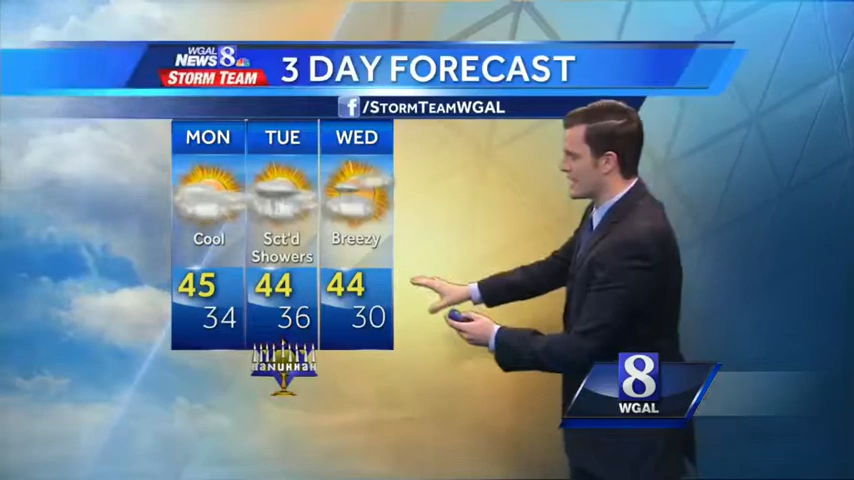 WGAL
NEWS 8
STORM TEAM
3 DAY FORECAST
f/STORMTEAMWGAL
MON TUE WED
Cool Sct'd Showers Breezy
45 44 44
34 36 30
HANUKKAH
8
WGAL